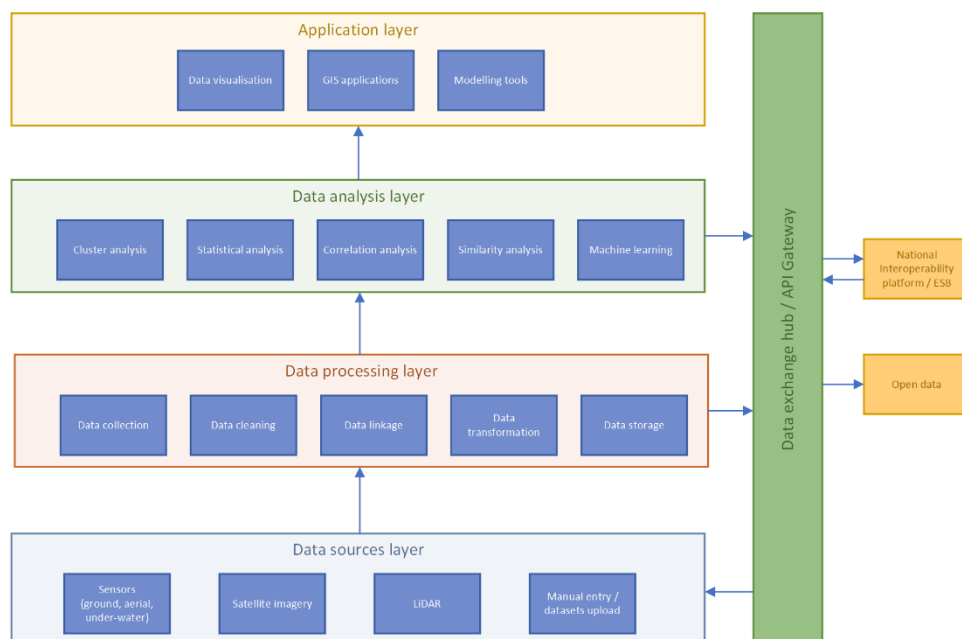 Application layer
Data visualisation
GIS applications
Modelling tools
Data analysis layer
Cluster analysis
Statistical analysis
Correlation analysis
Similarity analysis
Machine learning
Data processing layer
Data collection
Data cleaning
Data linkage
Data
transformation
Data storage
Data sources layer
Sensors
(ground, aerial,
under-water)
Satellite imagery
LiDAR
Manual entry /
datasets upload
Data exchange hub / API Gateway
National
Interoperability
platform / ESB
Open data